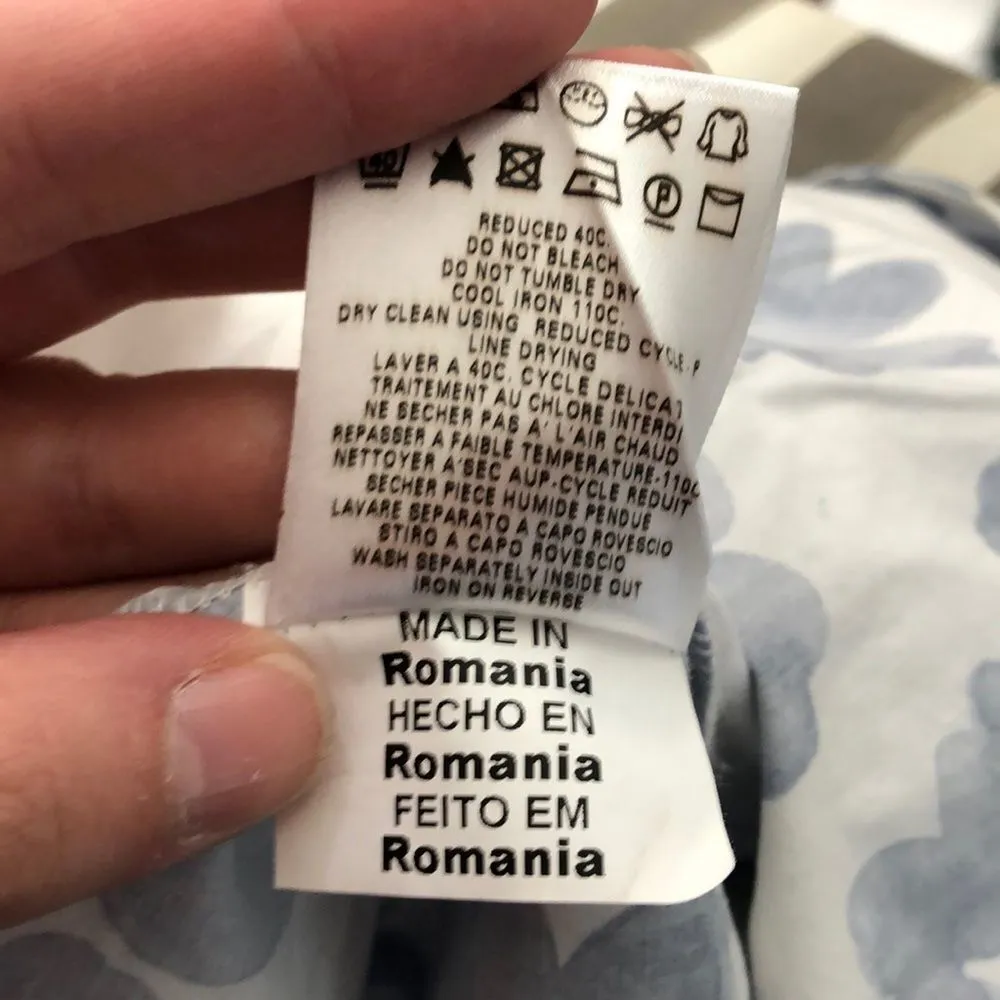 40
P
REDUCED 40C.
DO NOT BLEACH
DO NOT TUMBLE DRY
COOL IRON 110C.
DRY CLEAN USING REDUCED CYCLE-P
LINE DRYING
LAVER A 40C. CYCLE DELICAT
TRAITEMENT AU CHLORE INTERDI
NE SECHER PAS A' L'AIR CHAUD
REPASSER A FAIBLE TEMPERATURE-110C
NETTOYER A'SEC AUP-CYCLE REDUIT
SECHER PIECE HUMIDE PENDUE
LAVARE SEPARATO A CAPO ROVESCIO
STIRO A CAPO ROVESCIO
WASH SEPARATELY INSIDE OUT
IRON ON REVERSE
MADE IN
Romania
HECHO EN
Romania
FEITO EM
Romania